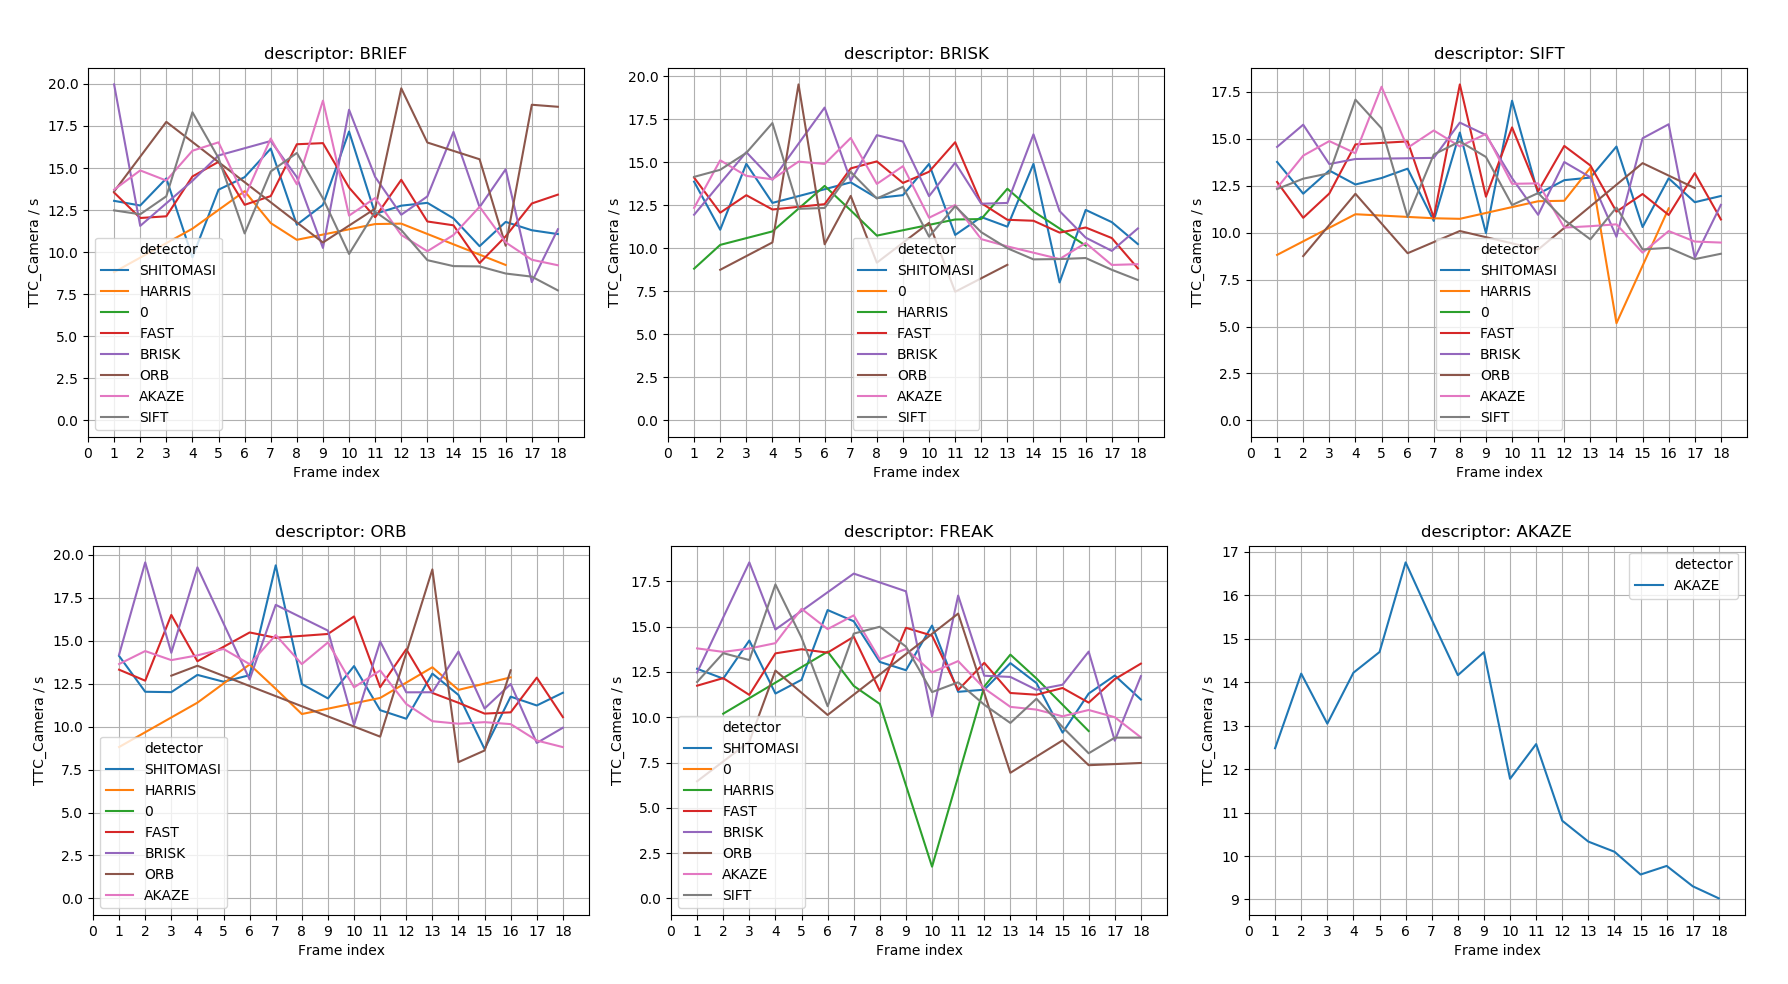 descriptor: BRIEF
TTC_Camera / s
20.0
17.5
15.0
12.5
10.0
7.5
5.0
2.5
0.0
detector
SHITOMASI
HARRIS
0
FAST
BRISK
ORB
AKAZE
SIFT
0 1 2 3 4 5 6 7 8 9 10 11 12 13 14 15 16 17 18
Frame index
descriptor: BRISK
TTC_Camera / s
20.0
17.5
15.0
12.5
10.0
7.5
5.0
2.5
0.0
detector
SHITOMASI
0
HARRIS
FAST
BRISK
ORB
AKAZE
SIFT
0 1 2 3 4 5 6 7 8 9 10 11 12 13 14 15 16 17 18
Frame index
descriptor: SIFT
TTC_Camera / s
17.5
15.0
12.5
10.0
7.5
5.0
2.5
0.0
detector
SHITOMASI
HARRIS
0
FAST
BRISK
ORB
AKAZE
SIFT
0 1 2 3 4 5 6 7 8 9 10 11 12 13 14 15 16 17 18
Frame index
descriptor: ORB
TTC_Camera / s
20.0
17.5
15.0
12.5
10.0
7.5
5.0
2.5
0.0
detector
SHITOMASI
HARRIS
0
FAST
BRISK
ORB
AKAZE
0 1 2 3 4 5 6 7 8 9 10 11 12 13 14 15 16 17 18
Frame index
descriptor: FREAK
TTC_Camera / s
17.5
15.0
12.5
10.0
7.5
5.0
2.5
0.0
detector
SHITOMASI
0
HARRIS
FAST
BRISK
ORB
AKAZE
SIFT
0 1 2 3 4 5 6 7 8 9 10 11 12 13 14 15 16 17 18
Frame index
descriptor: AKAZE
TTC_Camera / s
17
16
15
14
13
12
11
10
9
detector
AKAZE
0 1 2 3 4 5 6 7 8 9 10 11 12 13 14 15 16 17 18
Frame index